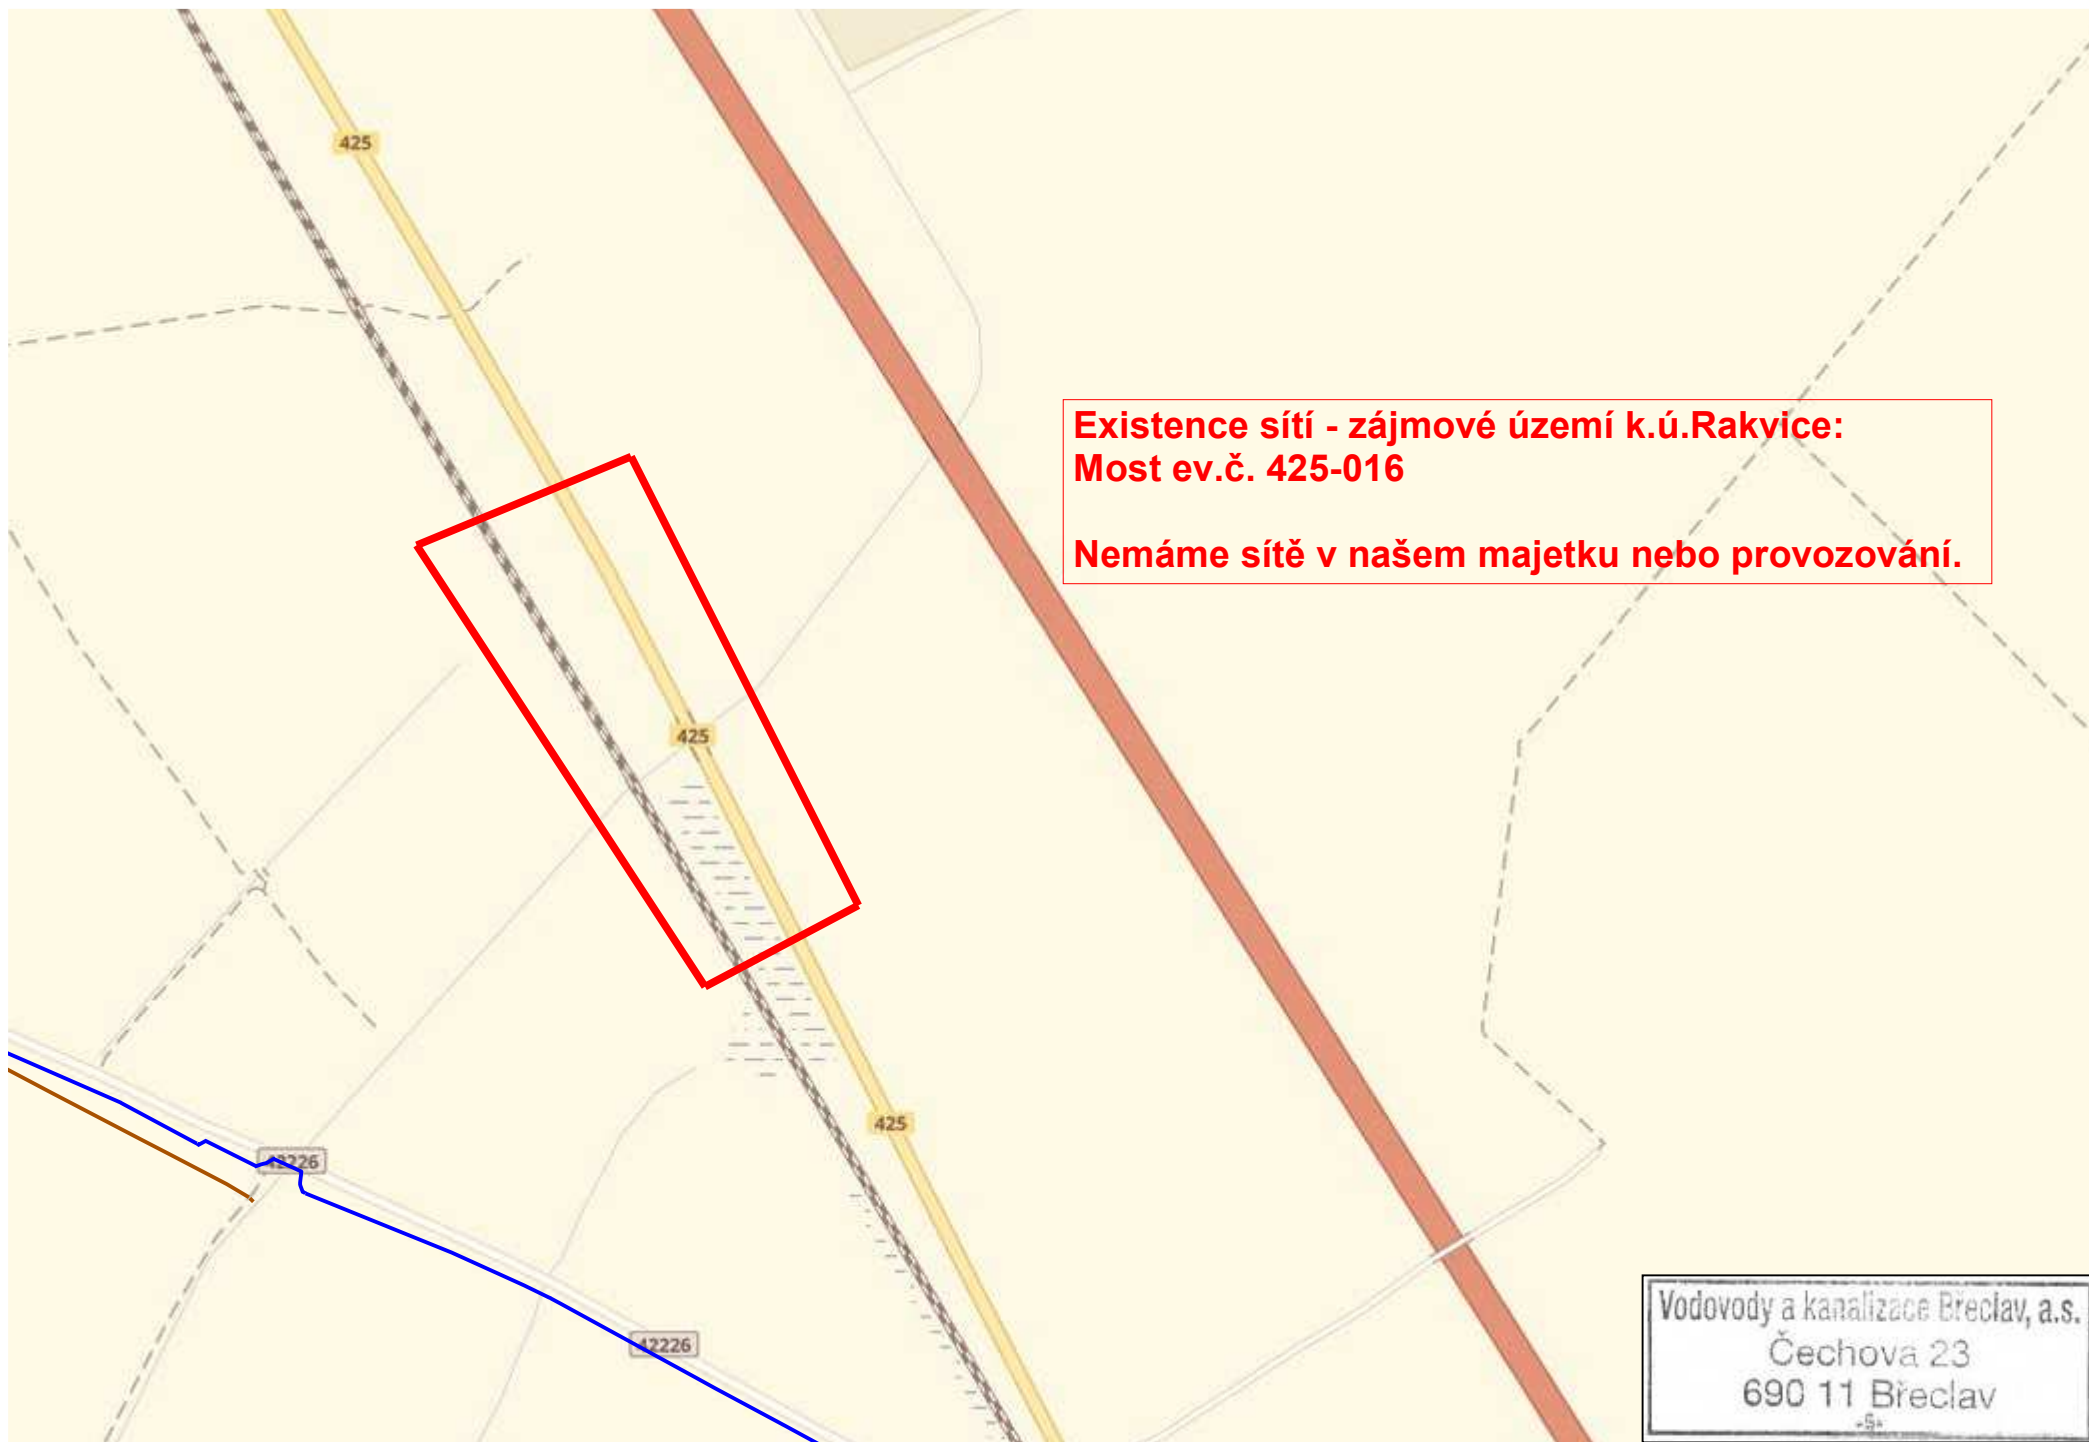 425
Existence sítí - zájmové území k.ú.Rakvice:
Most ev.č. 425-016
Nemáme sítě v našem majetku nebo provozování.
425
425
42226
42226
Vodovody a kanalizace Břeclav, a.s.
Čechova 23
690 11 Břeclav
-5-